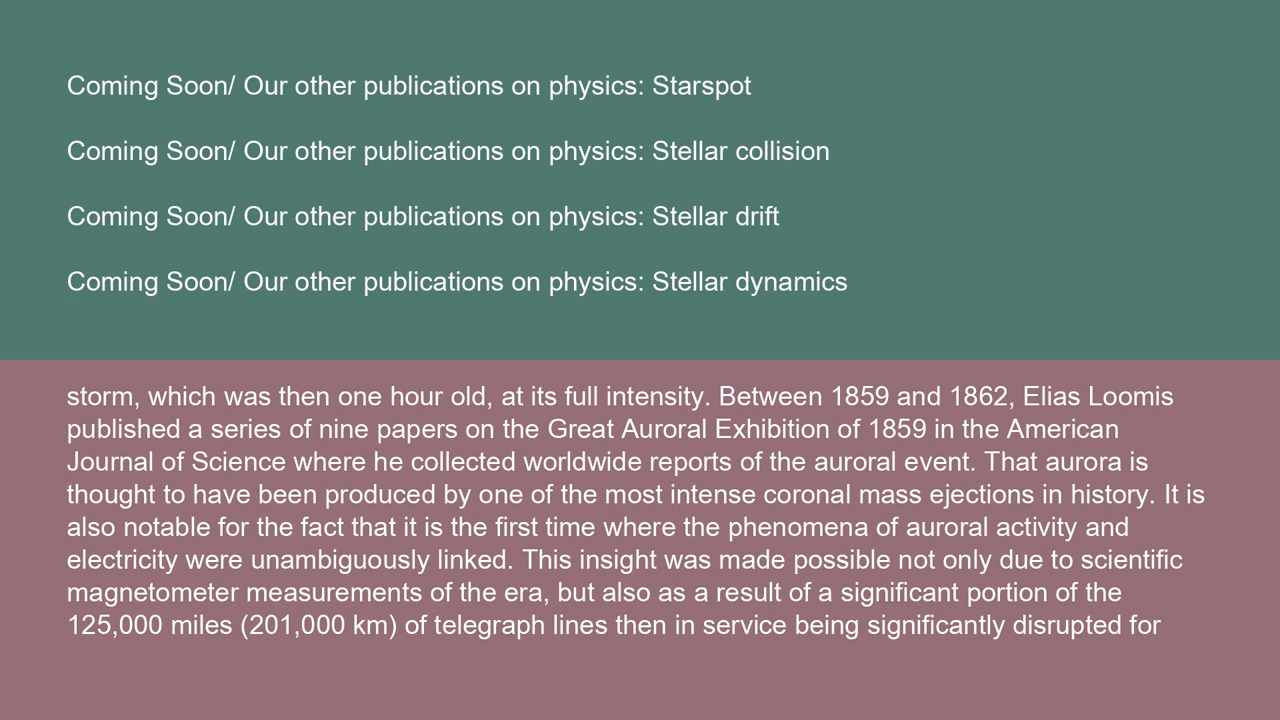 Coming Soon/ Our other publications on physics: Starspot
Coming Soon/ Our other publications on physics: Stellar collision
Coming Soon/ Our other publications on physics: Stellar drift
Coming Soon/ Our other publications on physics: Stellar dynamics
storm, which was then one hour old, at its full intensity. Between 1859 and 1862, Elias Loomis
published a series of nine papers on the Great Auroral Exhibition of 1859 in the American
Journal of Science where he collected worldwide reports of the auroral event. That aurora is
thought to have been produced by one of the most intense coronal mass ejections in history. It is
also notable for the fact that it is the first time where the phenomena of auroral activity and
electricity were unambiguously linked. This insight was made possible not only due to scientific
magnetometer measurements of the era, but also as a result of a significant portion of the
125,000 miles (201,000 km) of telegraph lines then in service being significantly disrupted for